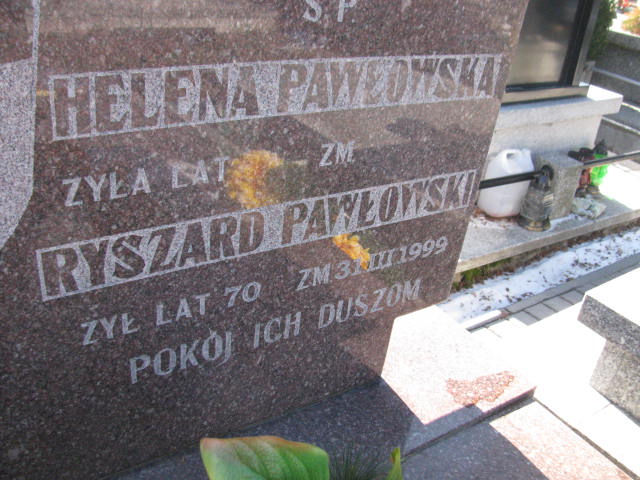 Ś P
HELENA PAWŁOWSKA
ŻYŁA LAT ZM
RYSZARD PAWŁOWSKI
ŻYŁ LAT 70 ZM 31 III 1999
POKÓJ ICH DUSZOM